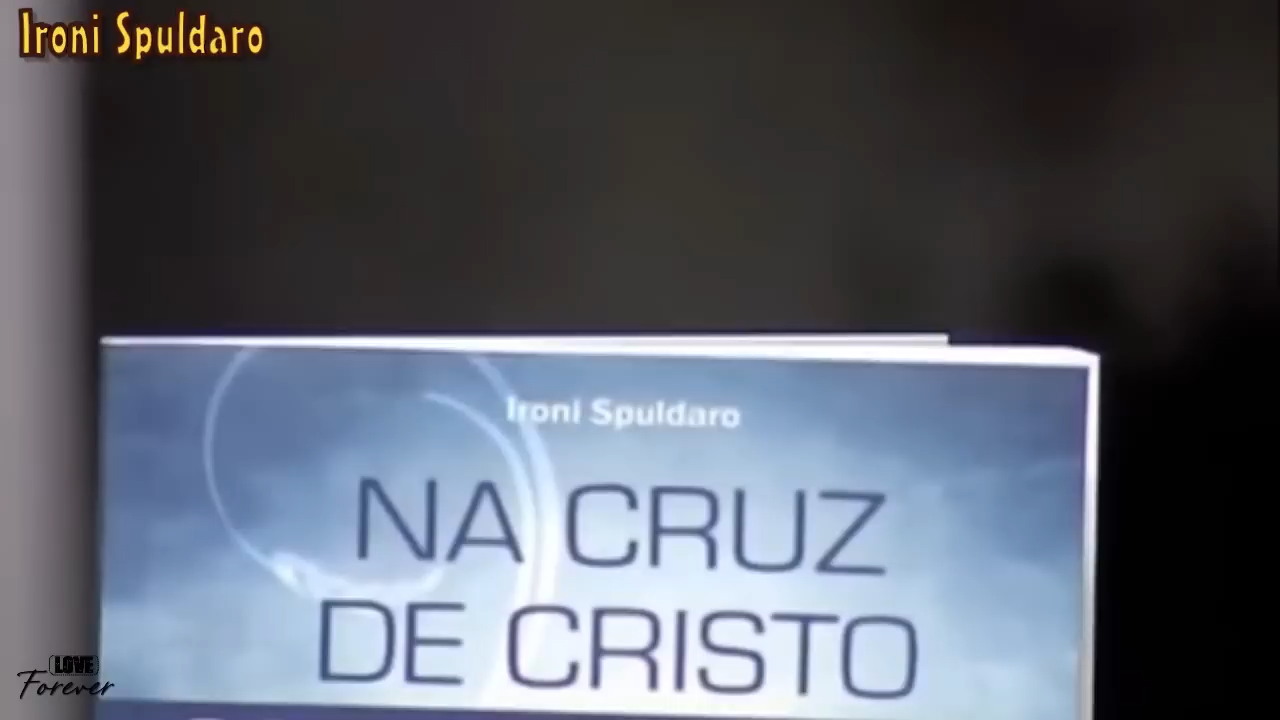 Ironi Spuldaro
Ironi Spuldaro
NA CRUZ
DE CRISTO
LOVE
Forever